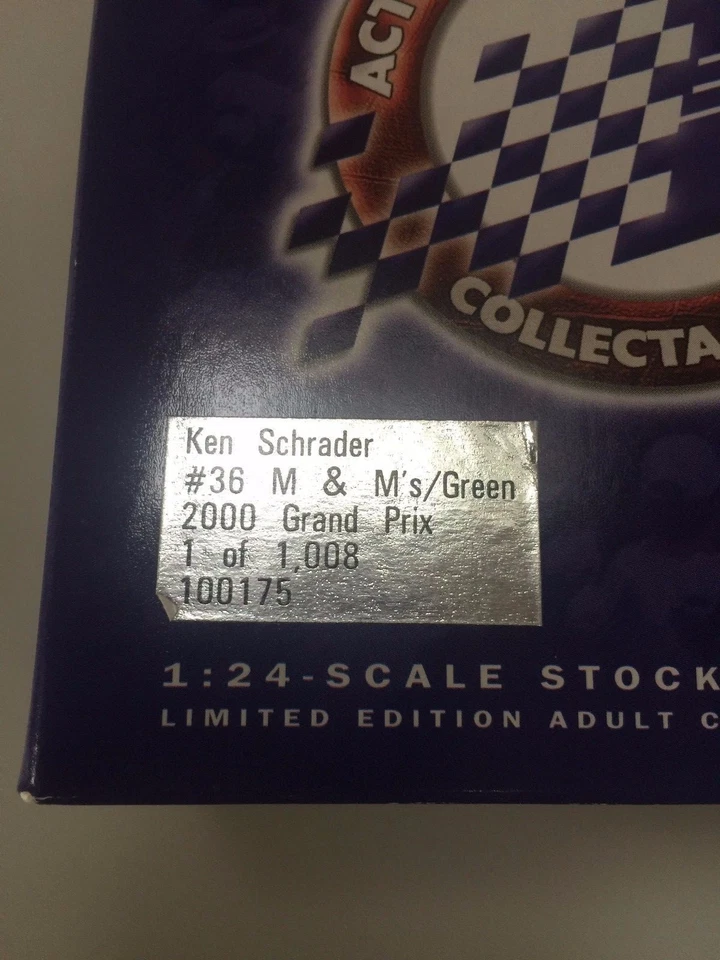 ACT
COLLECTA
Ken Schrader
#36 M & M's/Green
2000 Grand Prix
1 of 1,008
100175
1:24-SCALE STOCK
LIMITED EDITION ADULT C